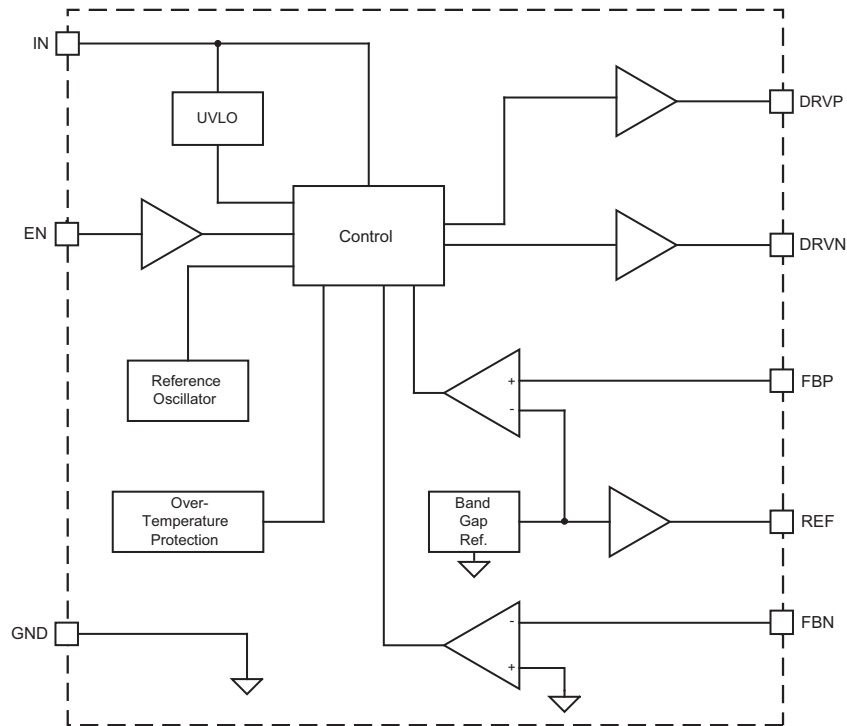 IN
UVLO
DRVP
EN
Control
DRVN
Reference
Oscillator
+
FBP
-
Over-
Temperature
Protection
Band
Gap
Ref.
REF
GND
-
FBN
+